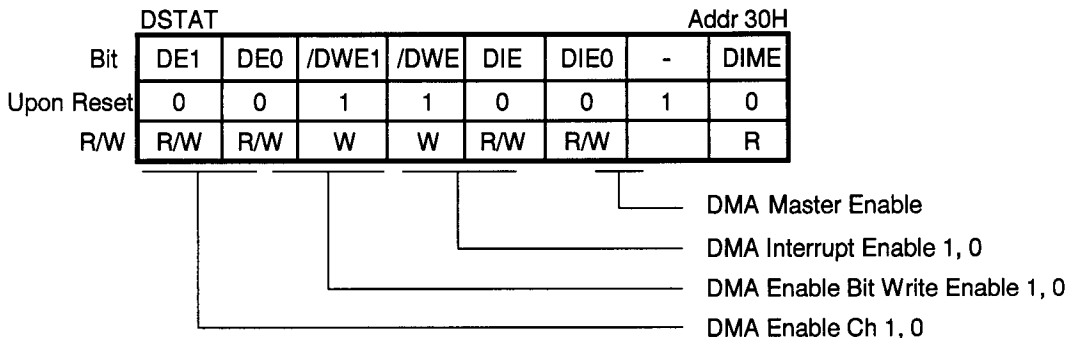 DSTAT Addr 30H
Bit DE1 DE0 /DWE1 /DWE DIE DIE0 - DIME
Upon Reset 0 0 1 1 0 0 1 0
R/W R/W R/W W W R/W R/W R
DMA Master Enable
DMA Interrupt Enable 1, 0
DMA Enable Bit Write Enable 1, 0
DMA Enable Ch 1, 0